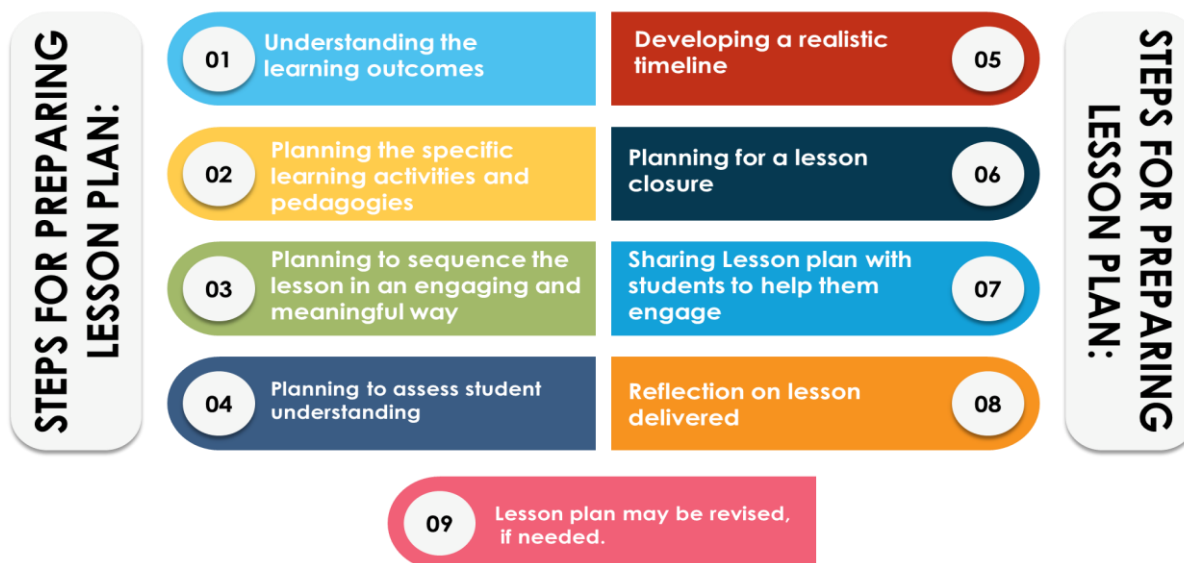 STEPS FOR PREPARING
LESSON PLAN:
01
Understanding the
learning outcomes
02
Planning the specific
learning activities and
pedagogies
03
Planning to sequence the
lesson in an engaging and
meaningful way
04
Planning to assess student
understanding
Developing a realistic
timeline
05
Planning for a lesson
closure
06
Sharing Lesson plan with
students to help them
engage
07
Reflection on lesson
delivered
08
09
Lesson plan may be revised,
if needed.
STEPS FOR PREPARING
LESSON PLAN: